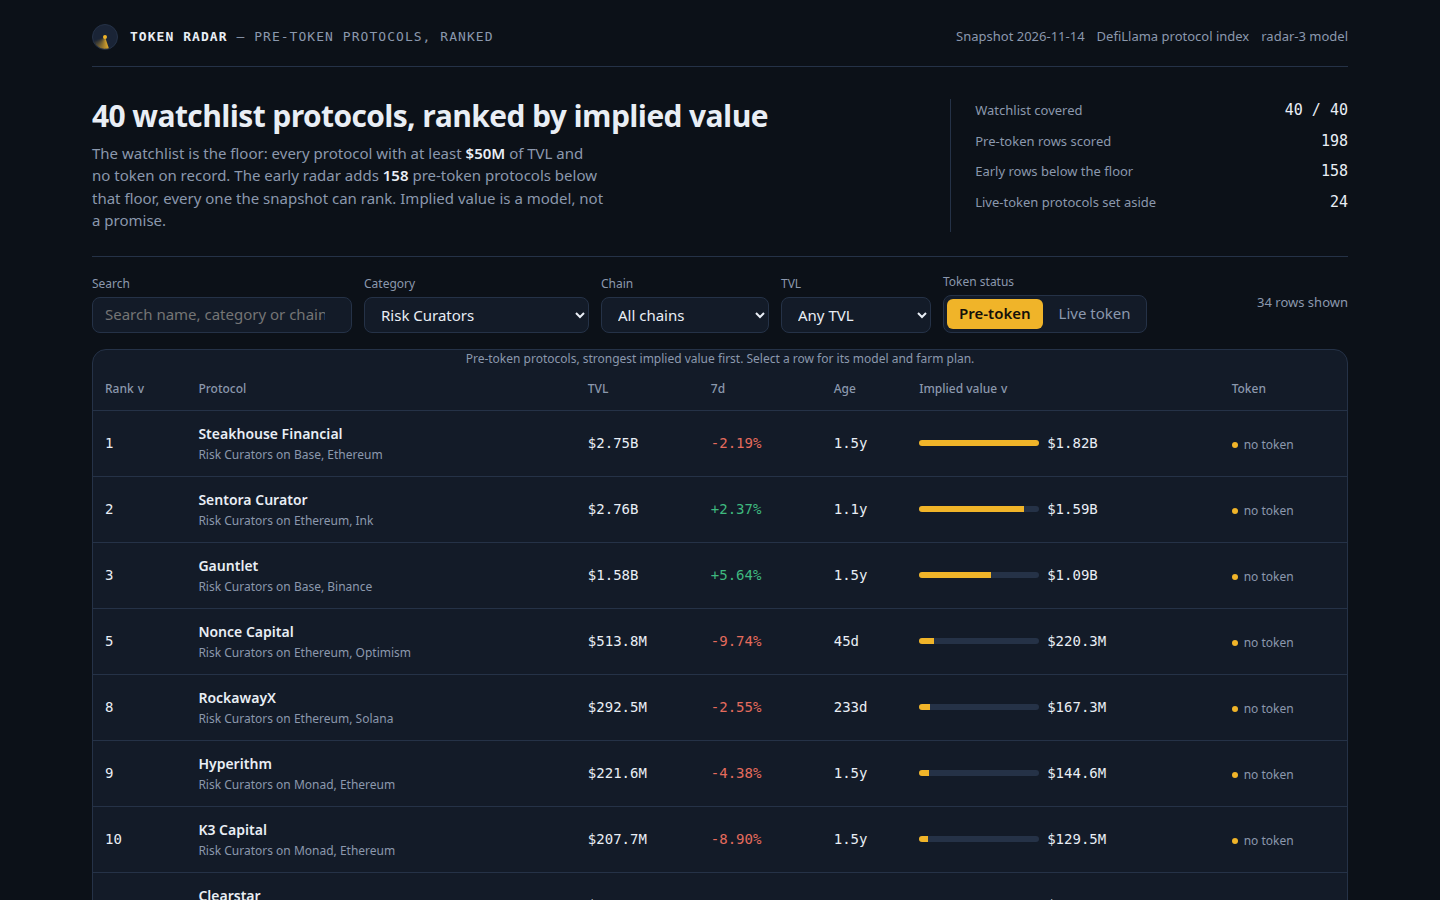 TOKEN RADAR — PRE-TOKEN PROTOCOLS, RANKED
Snapshot 2026-11-14 DefiLlama protocol index radar-3 model
40 watchlist protocols, ranked by implied value
The watchlist is the floor: every protocol with at least $50M of TVL and
no token on record. The early radar adds 158 pre-token protocols below
that floor, every one the snapshot can rank. Implied value is a model, not
a promise.
Watchlist covered 40 / 40
Pre-token rows scored 198
Early rows below the floor 158
Live-token protocols set aside 24
Search Category Chain TVL Token status
Search name, category or chain Risk Curators All chains Any TVL Pre-token Live token
34 rows shown
Pre-token protocols, strongest implied value first. Select a row for its model and farm plan.
Rank v Protocol TVL 7d Age Implied value v Token
1 Steakhouse Financial $2.75B -2.19% 1.5y $1.82B no token
Risk Curators on Base, Ethereum
2 Sentora Curator $2.76B +2.37% 1.1y $1.59B no token
Risk Curators on Ethereum, Ink
3 Gauntlet $1.58B +5.64% 1.5y $1.09B no token
Risk Curators on Base, Binance
5 Nonce Capital $513.8M -9.74% 45d $220.3M no token
Risk Curators on Ethereum, Optimism
8 RockawayX $292.5M -2.55% 233d $167.3M no token
Risk Curators on Ethereum, Solana
9 Hyperithm $221.6M -4.38% 1.5y $144.6M no token
Risk Curators on Monad, Ethereum
10 K3 Capital $207.7M -8.90% 1.5y $129.5M no token
Risk Curators on Monad, Ethereum
Clearstar